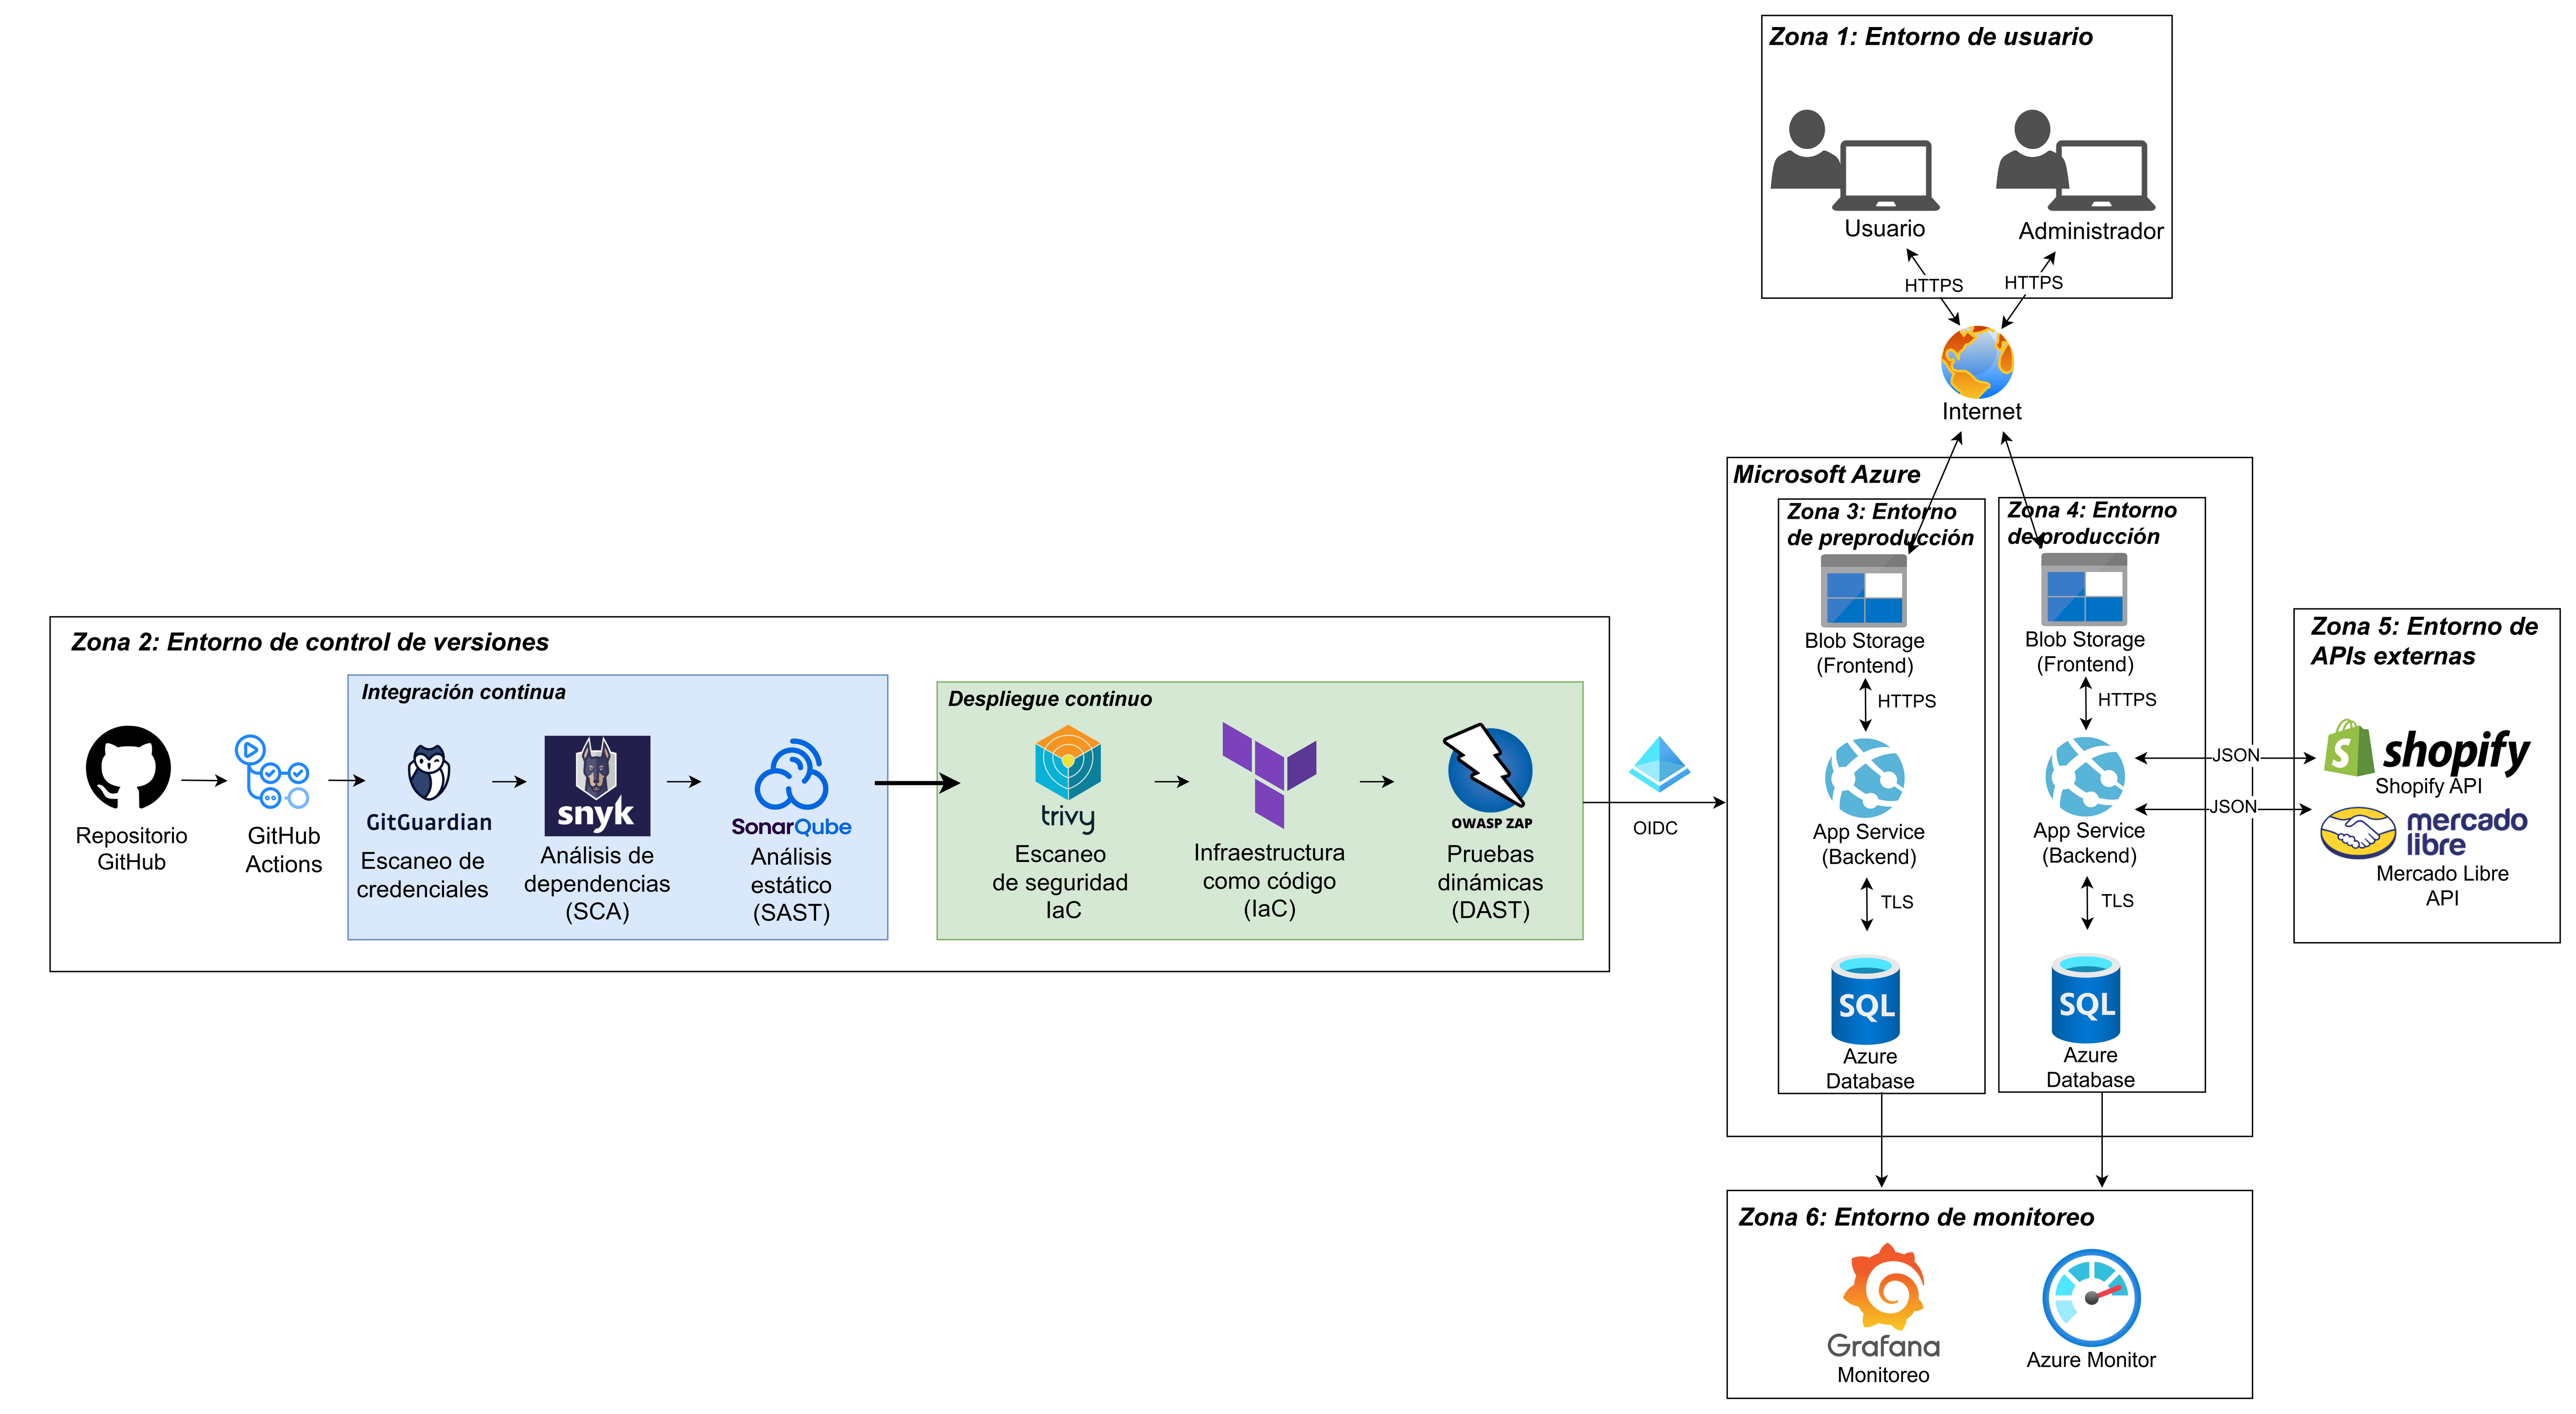 Zona 1: Entorno de usuario
Usuario
Administrador
HTTPS
HTTPS
Internet
Microsoft Azure
Zona 3: Entorno
de preproducción
Blob Storage
(Frontend)
HTTPS
App Service
(Backend)
TLS
SQL
Azure
Database
Zona 4: Entorno
de producción
Blob Storage
(Frontend)
HTTPS
App Service
(Backend)
TLS
SQL
Azure
Database
JSON
JSON
Zona 5: Entorno de
APIs externas
shopify
Shopify API
mercado
libre
Mercado Libre
API
Zona 2: Entorno de control de versiones
Repositorio
GitHub
GitHub
Actions
Integración continua
GitGuardian
Escaneo de
credenciales
snyk
Análisis de
dependencias
(SCA)
SonarQube
Análisis
estático
(SAST)
Despliegue continuo
trivy
Escaneo
de seguridad
IaC
Infraestructura
como código
(IaC)
OWASP ZAP
Pruebas
dinámicas
(DAST)
OIDC
Zona 6: Entorno de monitoreo
Grafana
Monitoreo
Azure Monitor